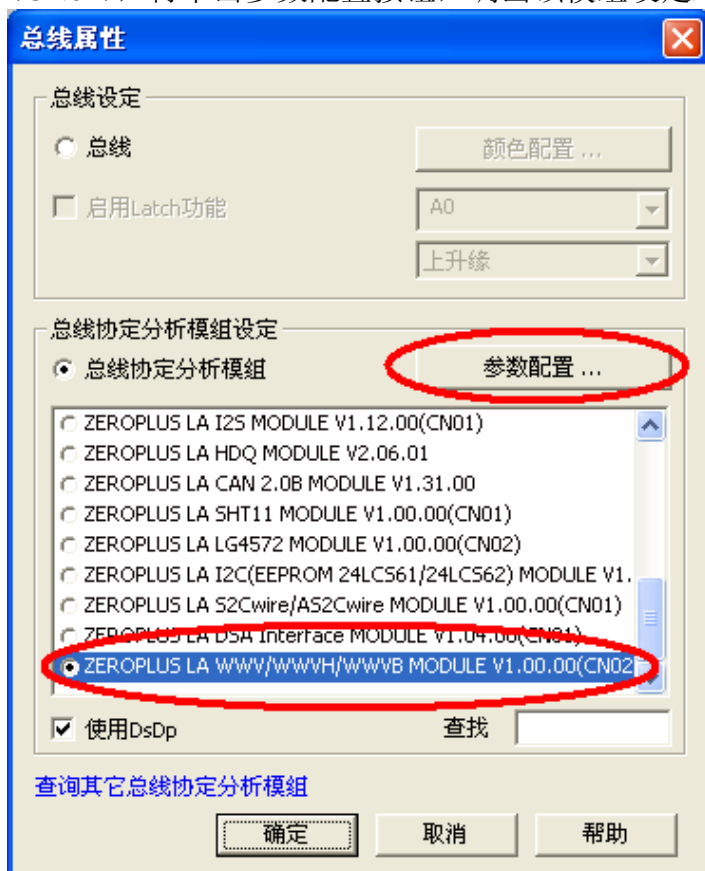 总线属性
总线设定
总线
颜色配置 ...
启用Latch功能
A0
上升缘
总线协定分析模組设定
总线协定分析模組
参数配置 ...
ZEROPLUS LA I2S MODULE V1.12.00(CN01)
ZEROPLUS LA HDQ MODULE V2.06.01
ZEROPLUS LA CAN 2.0B MODULE V1.31.00
ZEROPLUS LA SHT11 MODULE V1.00.00(CN01)
ZEROPLUS LA LG4572 MODULE V1.00.00(CN02)
ZEROPLUS LA I2C(EEPROM 24LCS61/24LCS62) MODULE V1.
ZEROPLUS LA S2Cwire/AS2Cwire MODULE V1.00.00(CN01)
ZEROPLUS LA DSA Interface MODULE V1.04.00(CN01)
ZEROPLUS LA WWV/WWVH/WWVB MODULE V1.00.00(CN02
使用DsDp
查找
查询其它总线协定分析模組
确定
取消
帮助